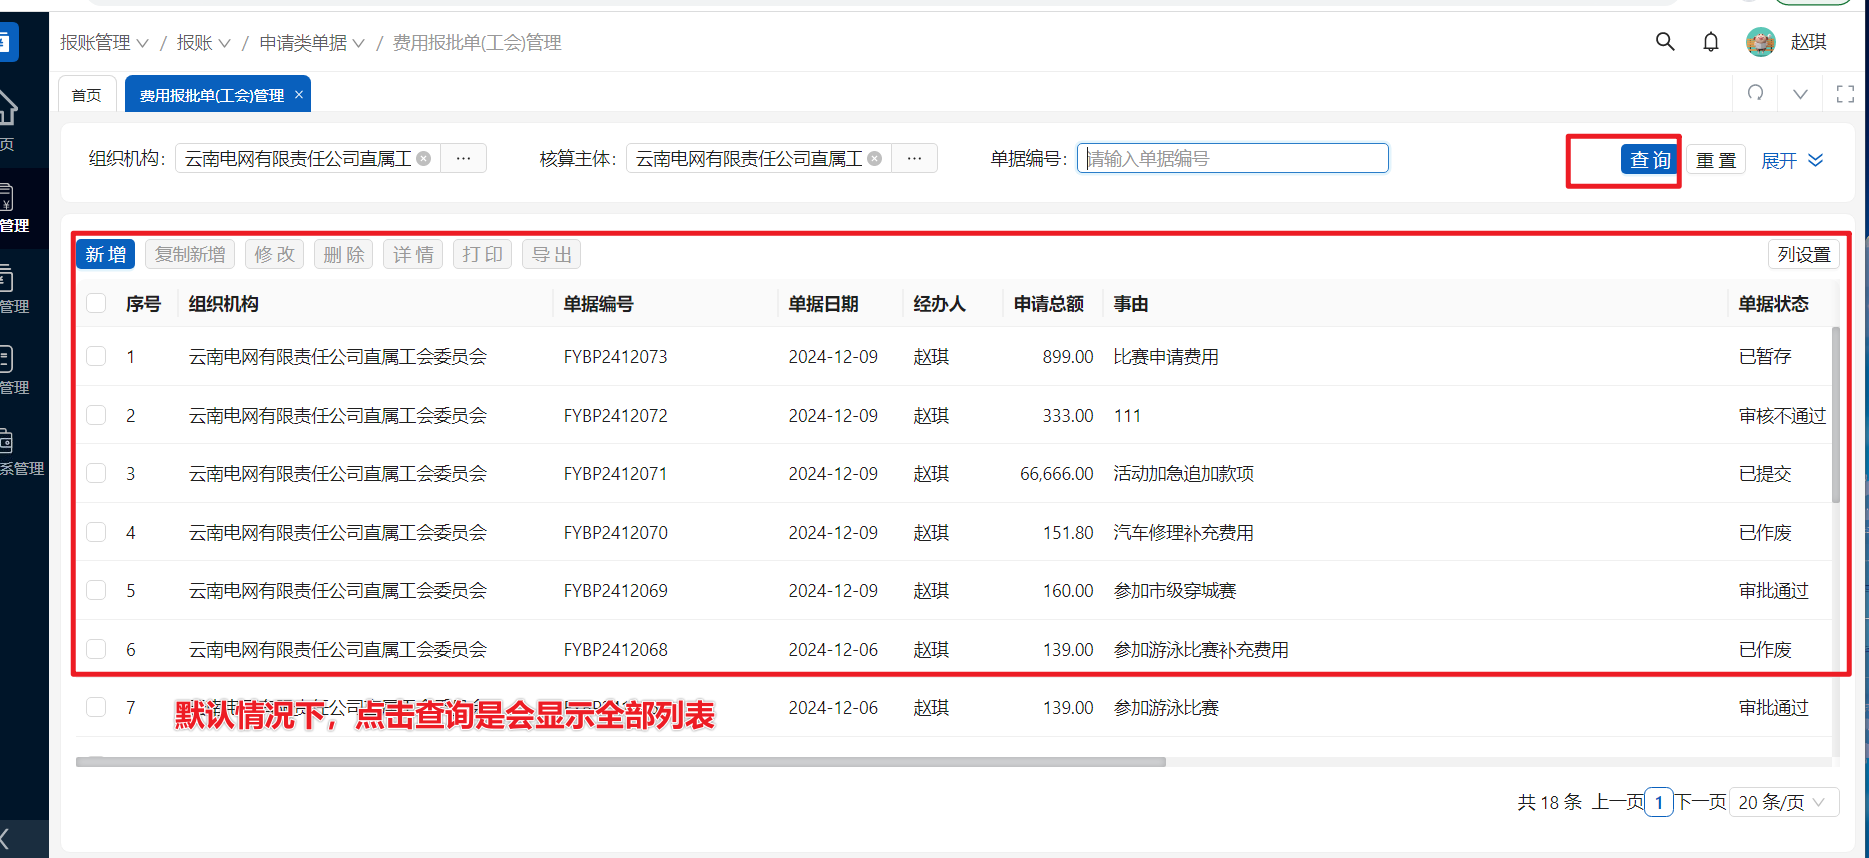 报账管理 / 报账 / 申请类单据 / 费用报批单(工会)管理
赵琪
首页 费用报批单(工会)管理 ×
页
管理
管理
管理
系管理
组织机构: 云南电网有限责任公司直属工 ··· 核算主体: 云南电网有限责任公司直属工 ··· 单据编号: 请输入单据编号 查询 重置 展开
新增 复制新增 修改 删除 详情 打印 导出 列设置
序号 组织机构 单据编号 单据日期 经办人 申请总额 事由 单据状态
1 云南电网有限责任公司直属工会委员会 FYBP2412073 2024-12-09 赵琪 899.00 比赛申请费用 已暂存
2 云南电网有限责任公司直属工会委员会 FYBP2412072 2024-12-09 赵琪 333.00 111 审核不通过
3 云南电网有限责任公司直属工会委员会 FYBP2412071 2024-12-09 赵琪 66,666.00 活动加急追加款项 已提交
4 云南电网有限责任公司直属工会委员会 FYBP2412070 2024-12-09 赵琪 151.80 汽车修理补充费用 已作废
5 云南电网有限责任公司直属工会委员会 FYBP2412069 2024-12-09 赵琪 160.00 参加市级穿城赛 审批通过
6 云南电网有限责任公司直属工会委员会 FYBP2412068 2024-12-06 赵琪 139.00 参加游泳比赛补充费用 已作废
7 2024-12-06 赵琪 139.00 参加游泳比赛 审批通过
默认情况下，点击查询是会显示全部列表
共 18 条 上一页 1 下一页 20 条/页